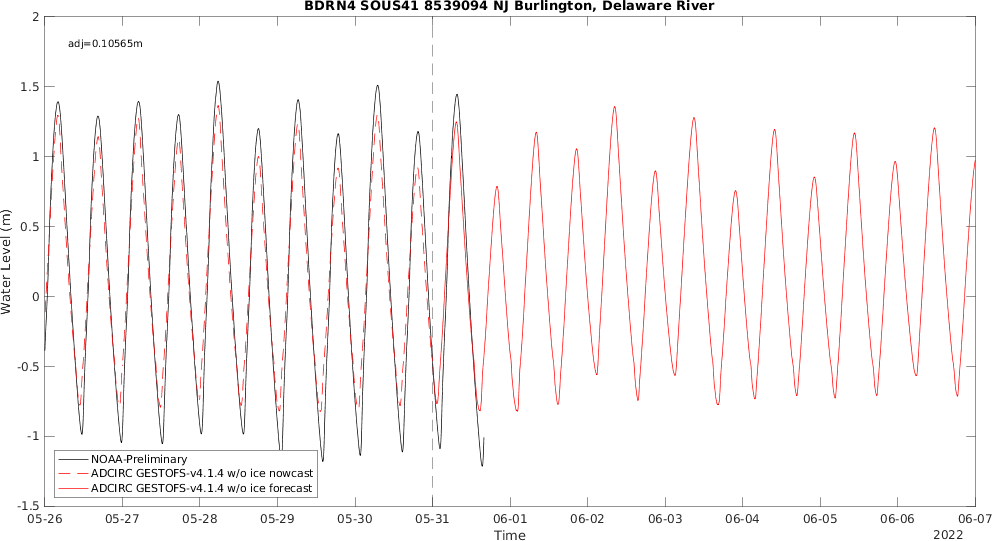 BDRN4 SOUS41 8539094 NJ Burlington, Delaware River
adj=0.10565m
Water Level (m)
2
1.5
1
0.5
0
-0.5
-1
-1.5
NOAA-Preliminary
ADCIRC GESTOFS-v4.1.4 w/o ice nowcast
ADCIRC GESTOFS-v4.1.4 w/o ice forecast
05-26 05-27 05-28 05-29 05-30 05-31 06-01 06-02 06-03 06-04 06-05 06-06 06-07
Time
2022